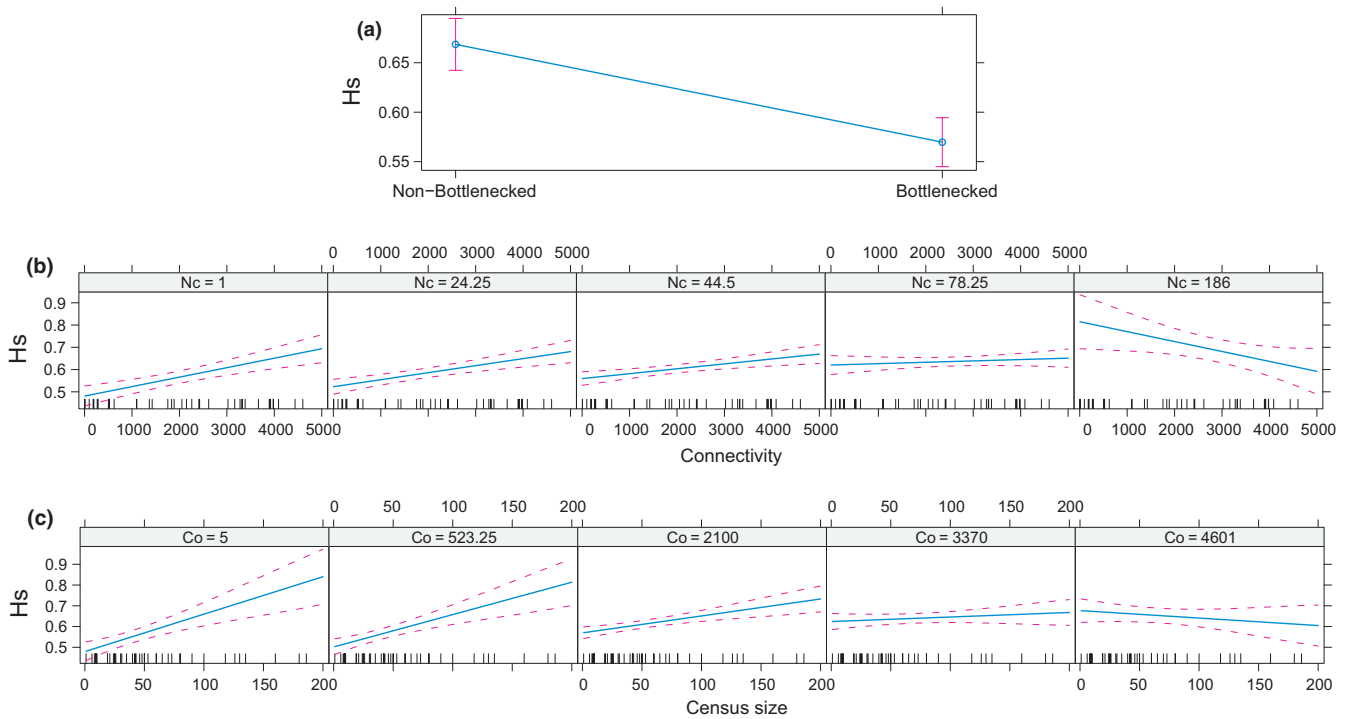 (a)
Hs
0.65
0.60
0.55
Non−Bottlenecked Bottlenecked
0 1000 2000 3000 4000 5000 0 1000 2000 3000 4000 5000
(b)
Nc = 1 Nc = 24.25 Nc = 44.5 Nc = 78.25 Nc = 186
Hs
0.9
0.8
0.7
0.6
0.5
0 1000 2000 3000 4000 5000 0 1000 2000 3000 4000 5000 0 1000 2000 3000 4000 5000
Connectivity
0 50 100 150 200 0 50 100 150 200
(c)
Co = 5 Co = 523.25 Co = 2100 Co = 3370 Co = 4601
Hs
0.9
0.8
0.7
0.6
0.5
0 50 100 150 200 0 50 100 150 200 0 50 100 150 200
Census size